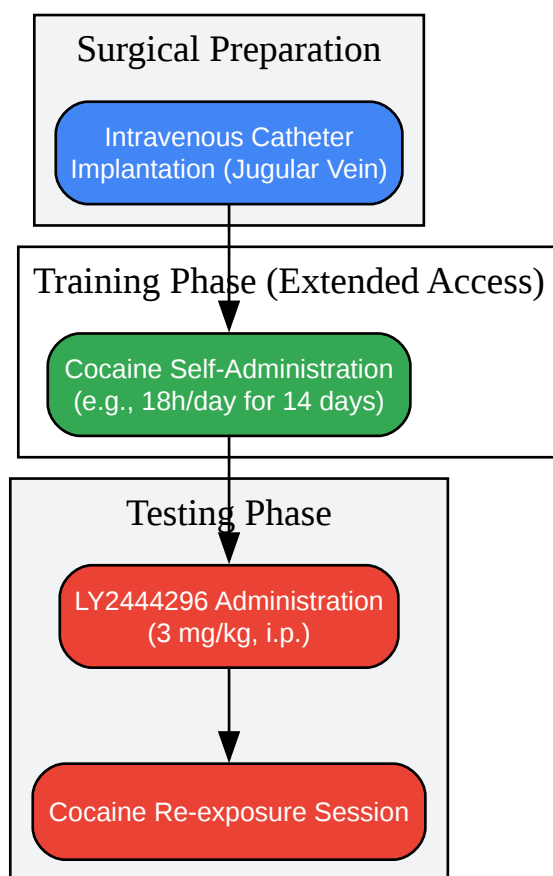 Surgical Preparation
Intravenous Catheter
Implantation (Jugular Vein)
Training Phase (Extended Access)
Cocaine Self-Administration
(e.g., 18h/day for 14 days)
Testing Phase
LY2444296 Administration
(3 mg/kg, i.p.)
Cocaine Re-exposure Session